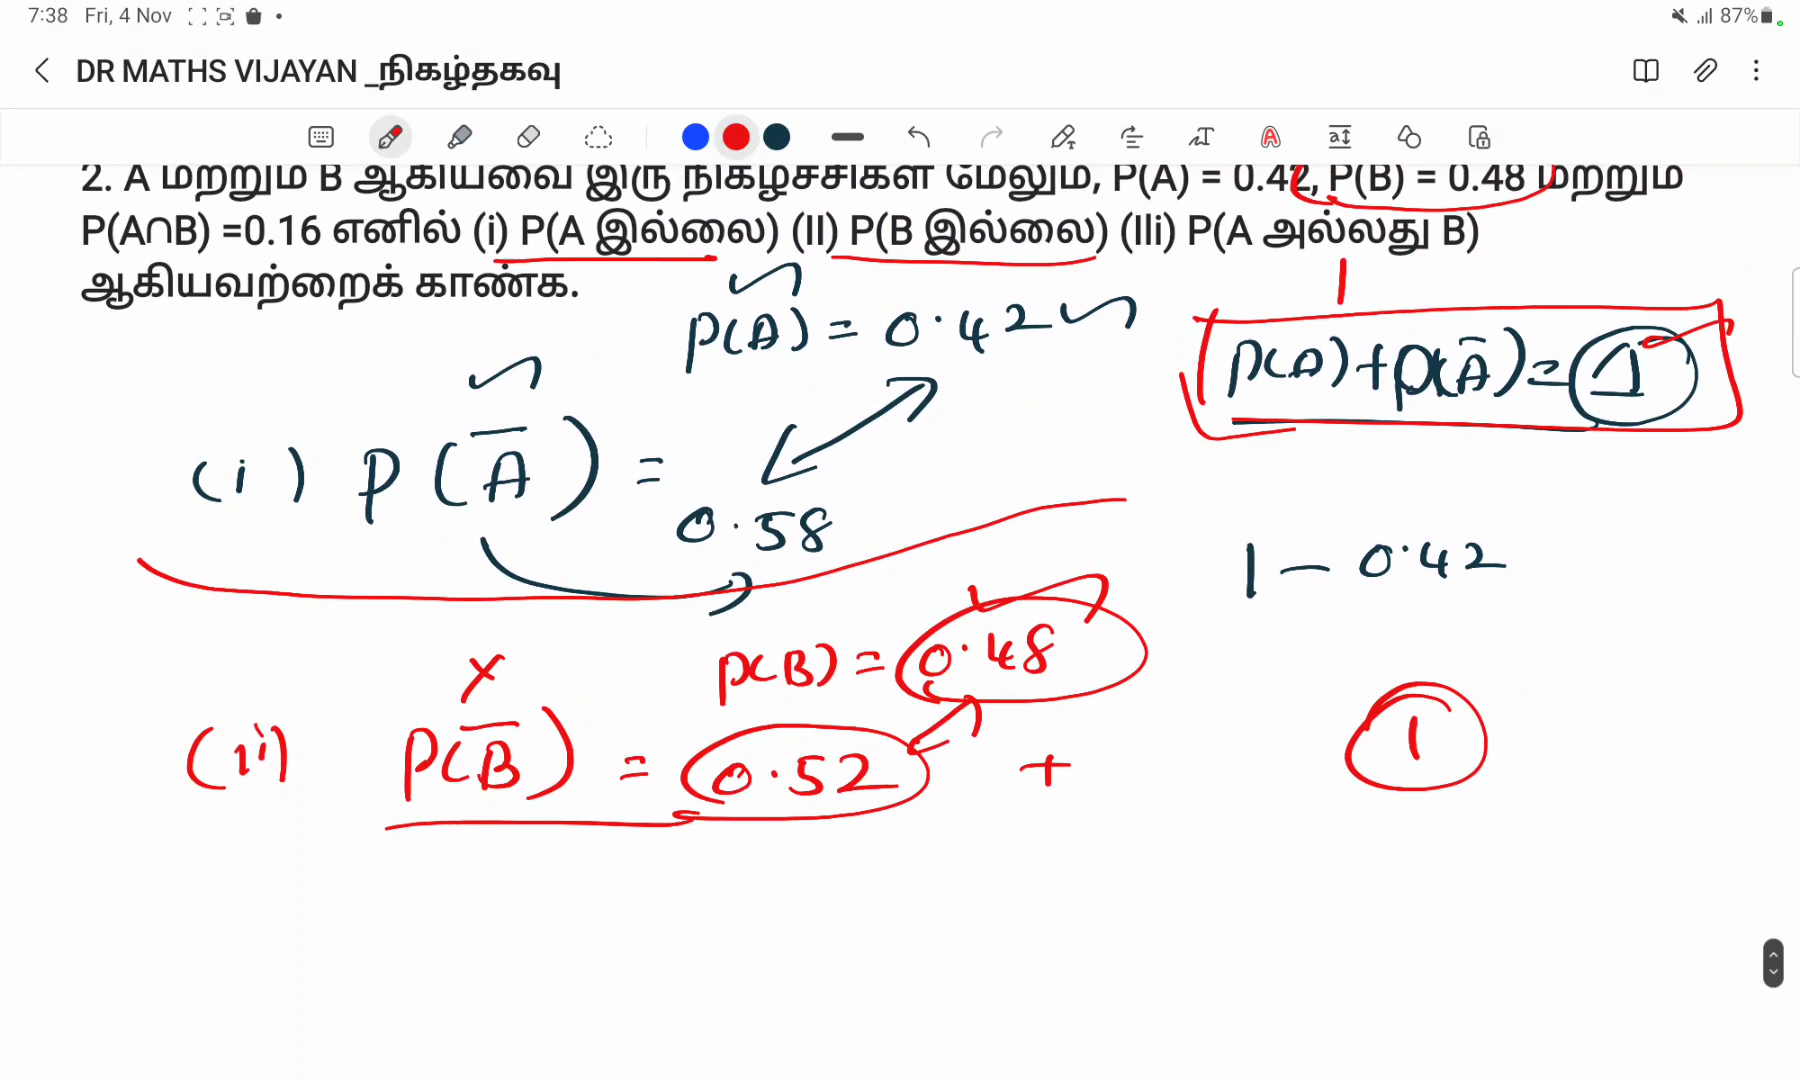 7:38 Fri, 4 Nov 87%
DR MATHS VIJAYAN _நிகழ்தகவு
2. A மற்றும் B ஆகியவை இரு நிகழ்ச்சிகள் மேலும், P(A) = 0.42, P(B) = 0.48 மற்றும்
P(A∩B) =0.16 எனில் (i) P(A இல்லை) (II) P(B இல்லை) (IIi) P(A அல்லது B)
ஆகியவற்றைக் காண்க.
P(A) = 0.42
P(A) + P(A̅) = 1
(i) P(A̅) =
0.58
1 - 0.42
P(B) = 0.48
(ii) P(B̅) = 0.52 + 1